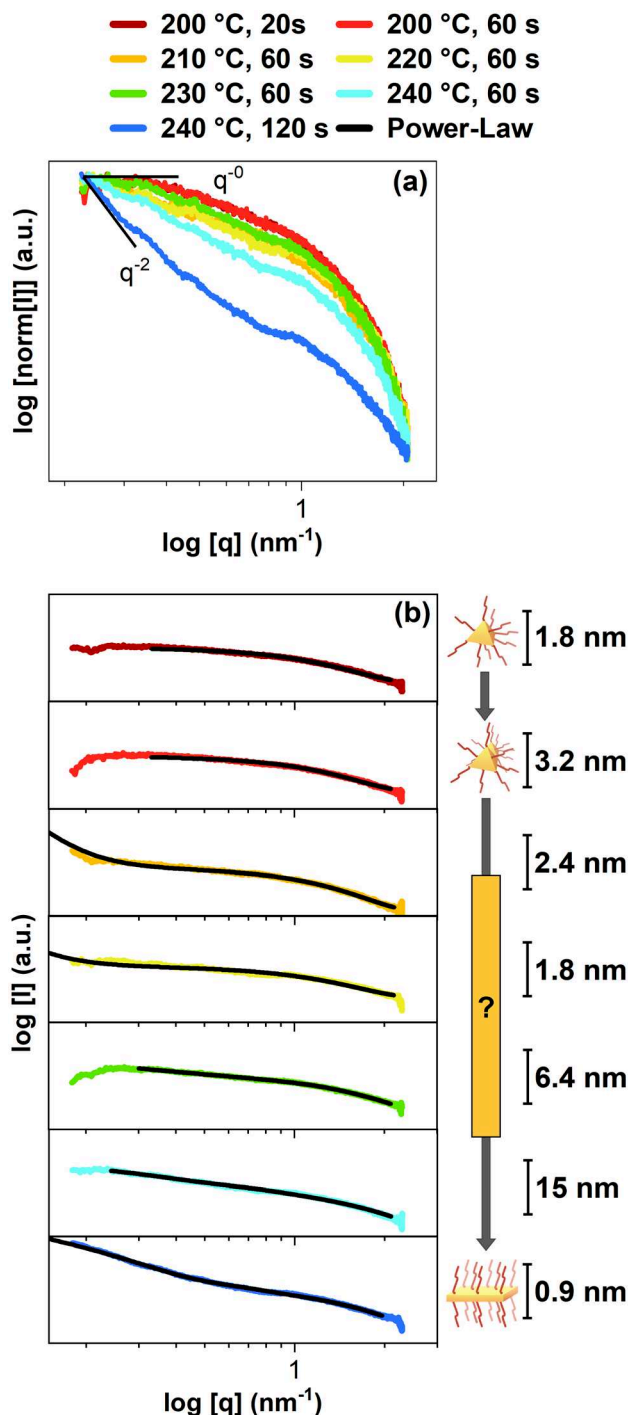 200 °C, 20s 200 °C, 60 s
210 °C, 60 s 220 °C, 60 s
230 °C, 60 s 240 °C, 60 s
240 °C, 120 s Power-Law
(a)
q-0
q-2
log [norm[I]] (a.u.)
1
log [q] (nm-1)
(b)
1.8 nm
3.2 nm
2.4 nm
1.8 nm
?
6.4 nm
15 nm
0.9 nm
log [I] (a.u.)
1
log [q] (nm-1)